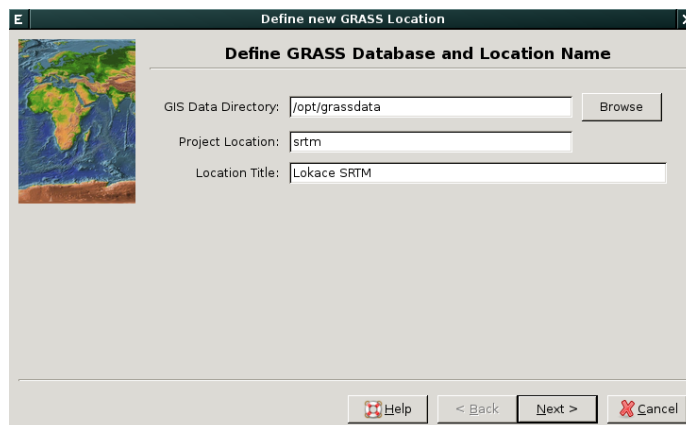 E
Define new GRASS Location
Define GRASS Database and Location Name
GIS Data Directory: /opt/grassdata Browse
Project Location: srtm
Location Title: Lokace SRTM
Help < Back Next > Cancel